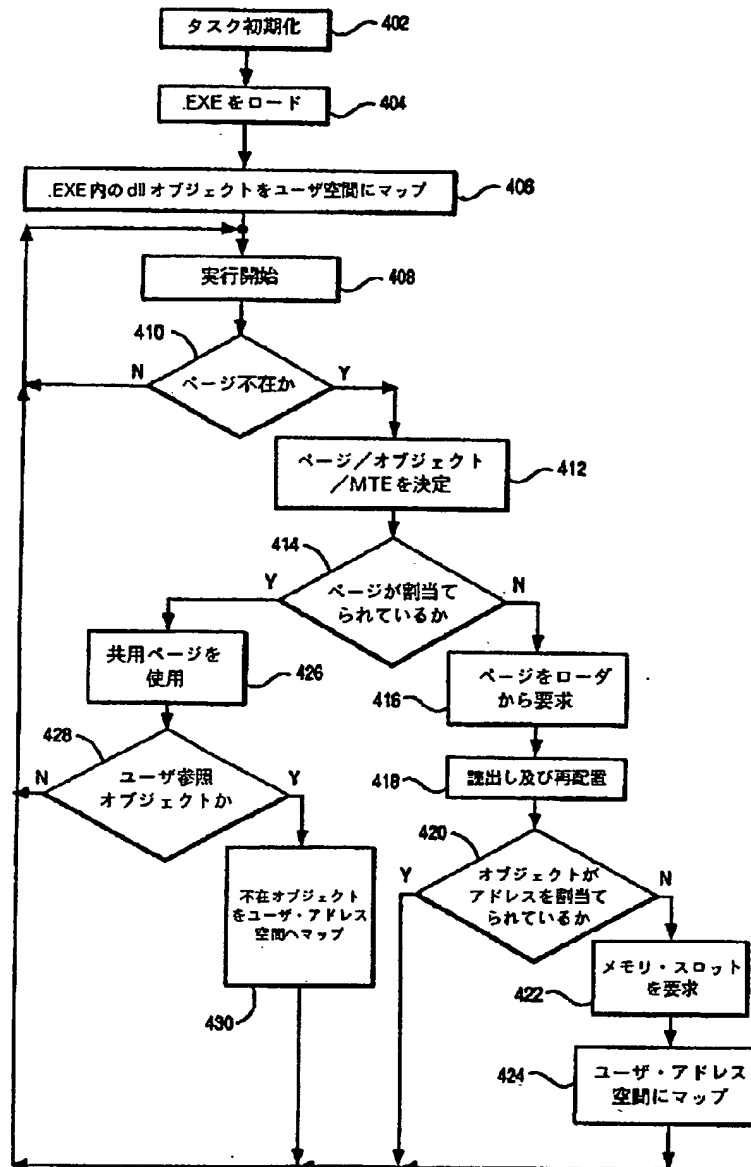 タスク初期化
402
.EXEをロード
404
.EXE内のdllオブジェクトをユーザ空間にマップ
406
実行開始
408
410
N
ページ不在か
Y
ページ/オブジェクト
/MTEを決定
412
414
Y
ページが割当て
られているか
N
共用ページを
使用
426
ページをローダ
から要求
416
428
N
ユーザ参照
オブジェクトか
Y
読出し及び再配置
418
420
Y
オブジェクトが
アドレスを割当て
られているか
N
不在オブジェクト
をユーザ・アドレス
空間へマップ
430
メモリ・スロット
を要求
422
424
ユーザ・アドレス
空間にマップ